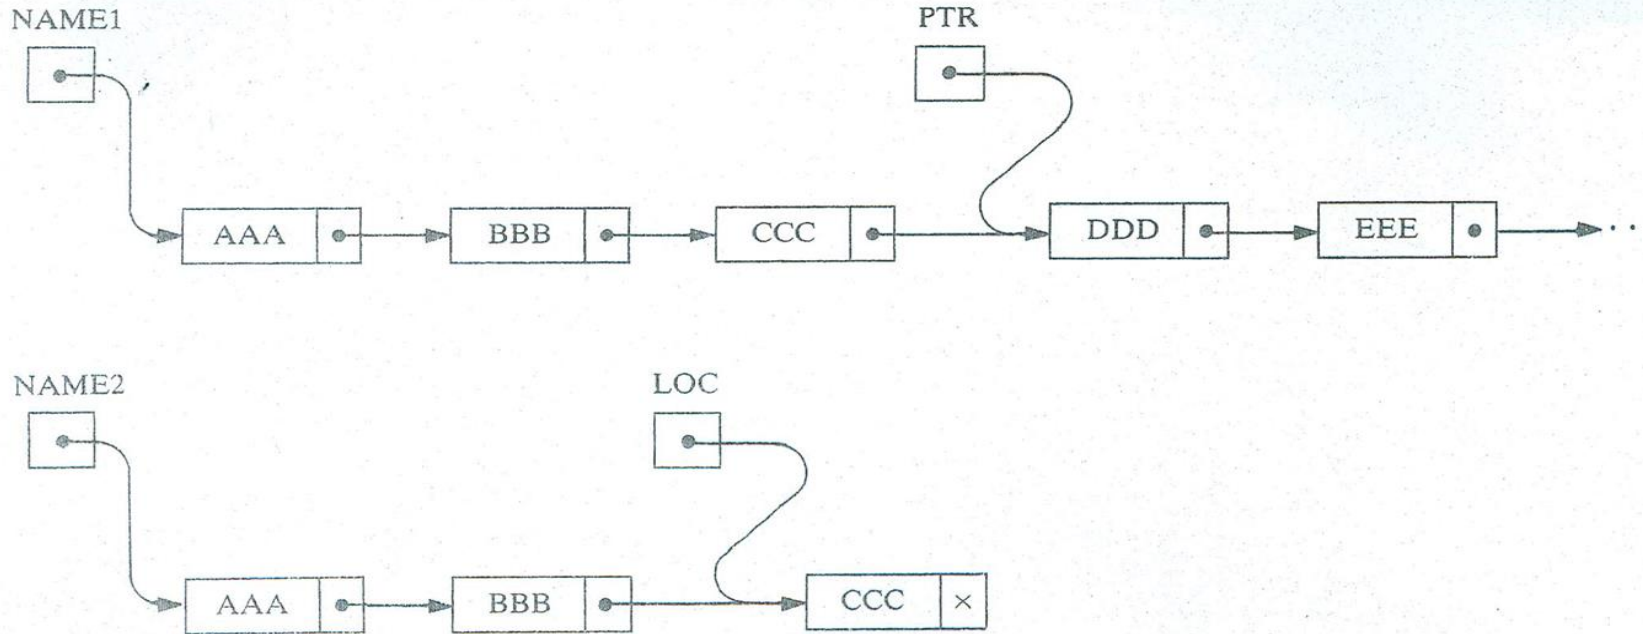 NAME1 PTR
AAA BBB CCC DDD EEE ..
NAME2 LOC
AAA BBB CCC ×